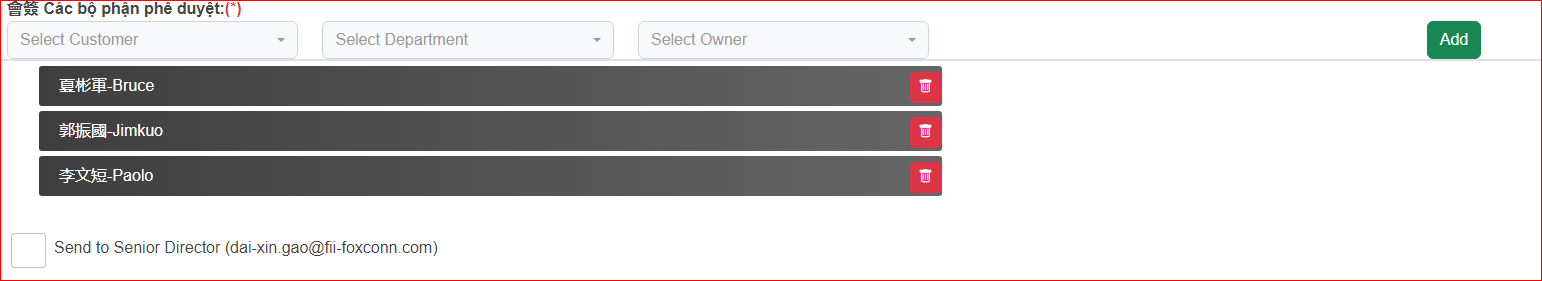 會簽 Các bộ phận phê duyệt:(*)
Select Customer Select Department Select Owner Add
夏彬軍-Bruce
郭振國-Jimkuo
李文短-Paolo
Send to Senior Director (dai-xin.gao@fii-foxconn.com)